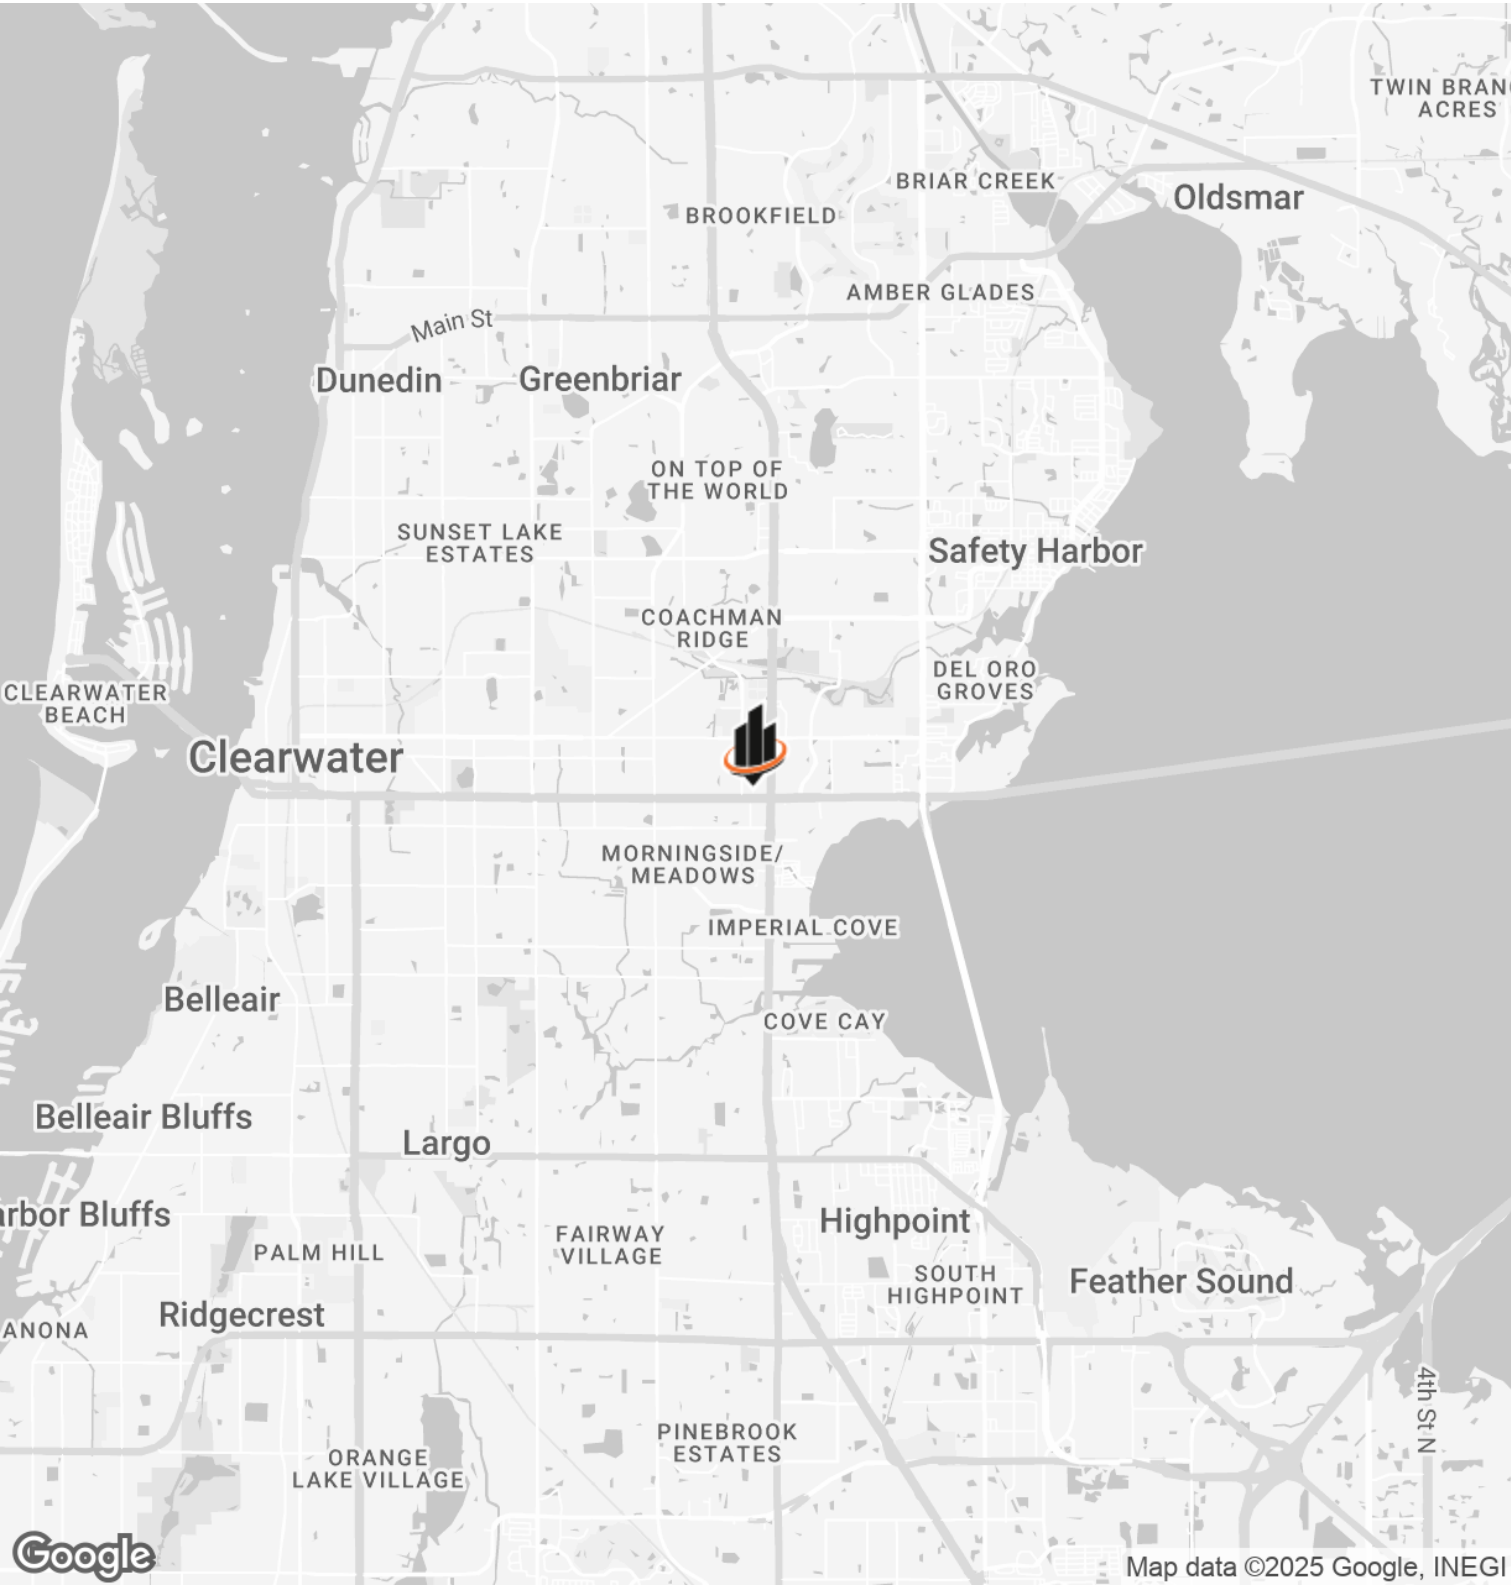 TWIN BRAN
ACRES
BRIAR CREEK
Oldsmar
BROOKFIELD
AMBER GLADES
Main St
Dunedin
Greenbriar
ON TOP OF
THE WORLD
SUNSET LAKE
ESTATES
Safety Harbor
COACHMAN
RIDGE
DEL ORO
GROVES
CLEARWATER
BEACH
Clearwater
MORNINGSIDE/
MEADOWS
IMPERIAL COVE
Belleair
COVE CAY
Belleair Bluffs
Largo
arbor Bluffs
Highpoint
FAIRWAY
VILLAGE
PALM HILL
SOUTH
HIGHPOINT
Feather Sound
Ridgecrest
ANONA
4th St N
PINEBROOK
ESTATES
ORANGE
LAKE VILLAGE
Google
Map data ©2025 Google, INEGI